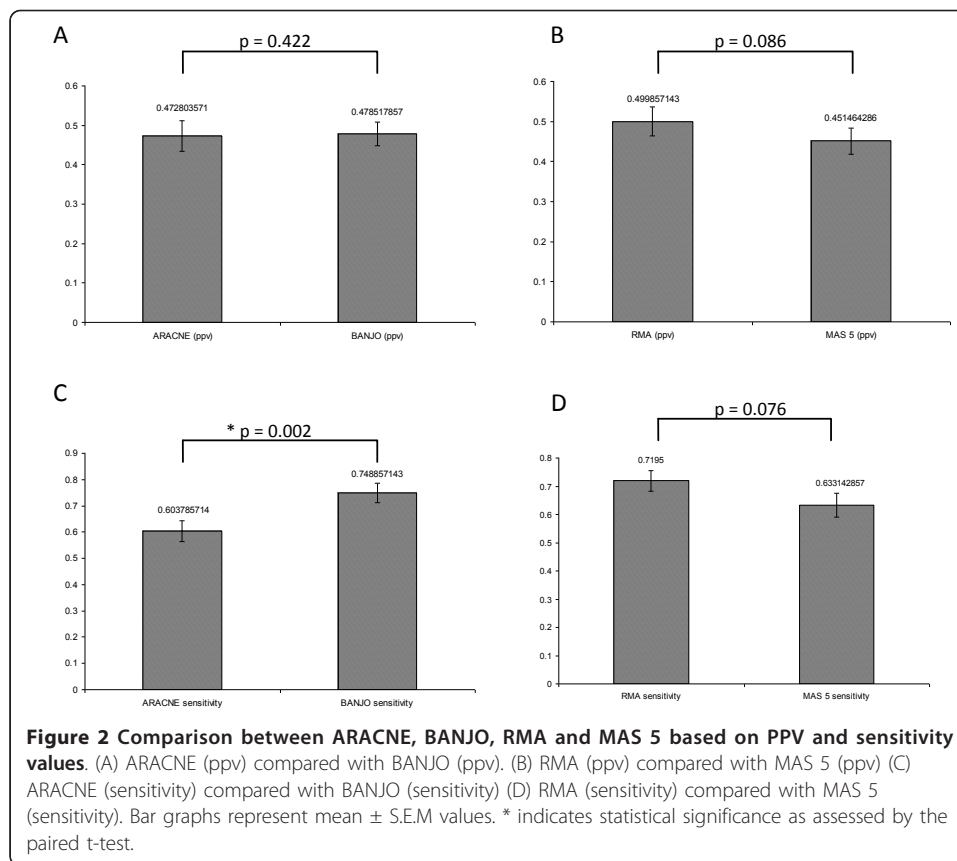 A
p = 0.422
0.472803571
0.478517857
0.6
0.5
0.4
0.3
0.2
0.1
0
ARACNE (ppv)
BANJO (ppv)
B
p = 0.086
0.499857143
0.451464286
0.6
0.5
0.4
0.3
0.2
0.1
0
RMA (ppv)
MAS 5 (ppv)
C
* p = 0.002
0.603785714
0.748857143
0.9
0.8
0.7
0.6
0.5
0.4
0.3
0.2
0.1
0
ARACNE sensitivity
BANJO sensitivity
D
p = 0.076
0.7195
0.633142857
0.8
0.7
0.6
0.5
0.4
0.3
0.2
0.1
0
RMA sensitivity
MAS 5 sensitivity
Figure 2 Comparison between ARACNE, BANJO, RMA and MAS 5 based on PPV and sensitivity
values. (A) ARACNE (ppv) compared with BANJO (ppv). (B) RMA (ppv) compared with MAS 5 (ppv) (C)
ARACNE (sensitivity) compared with BANJO (sensitivity) (D) RMA (sensitivity) compared with MAS 5
(sensitivity). Bar graphs represent mean ± S.E.M values. * indicates statistical significance as assessed by the
paired t-test.